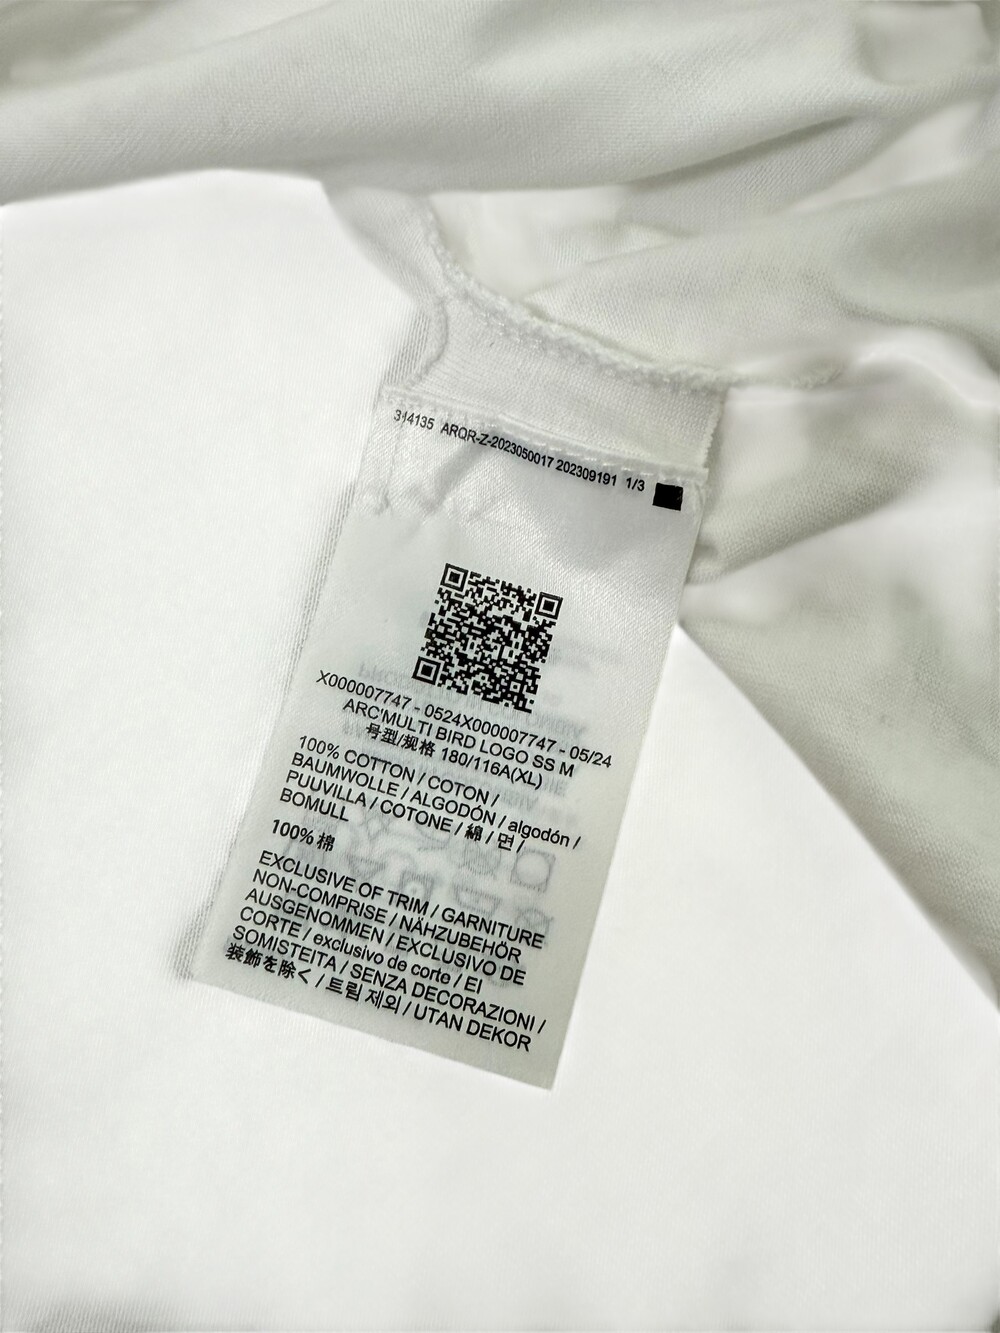 344135 ARQR-Z-2023050017 202309191 1/3
X000007747 - 0524X000007747 - 05/24
ARC'MULTI BIRD LOGO SS M
号型/规格 180/116A(XL)
100% COTTON / COTON /
BAUMWOLLE / ALGODÓN / algodón /
PUUVILLA / COTONE / 綿 / 면 /
BOMULL
100% 棉
EXCLUSIVE OF TRIM / GARNITURE
NON-COMPRISE / NÄHZUBEHÖR
AUSGENOMMEN / EXCLUSIVO DE
CORTE / exclusivo de corte / EI
SOMISTEITA / SENZA DECORAZIONI /
装飾を除く / 트림 제외 / UTAN DEKOR